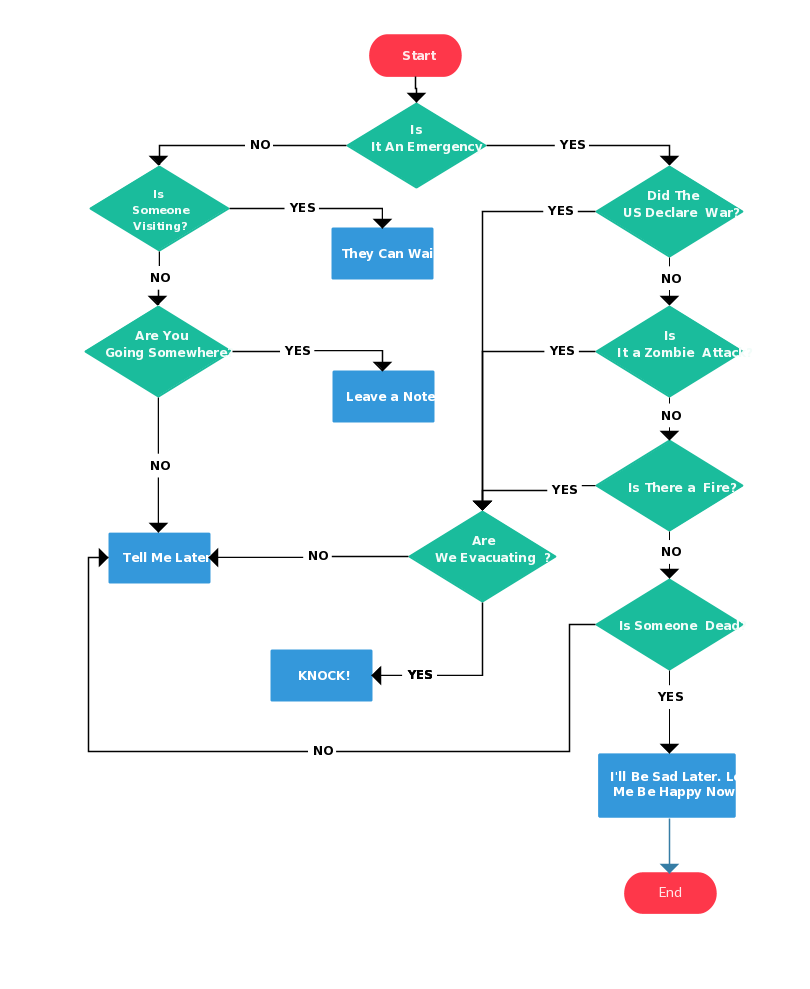 Start
Is
It An Emergency
NO
YES
Is
Someone
Visiting?
YES
They Can Wai
Did The
US Declare War?
YES
NO
NO
Are You
Going Somewhere?
YES
Leave a Note
Is
It a Zombie Attac
YES
NO
NO
Is There a Fire?
YES
NO
Are
We Evacuating ?
NO
Tell Me Later
Is Someone Dead
YES
KNOCK!
YES
NO
I'll Be Sad Later. Le
Me Be Happy Now
End